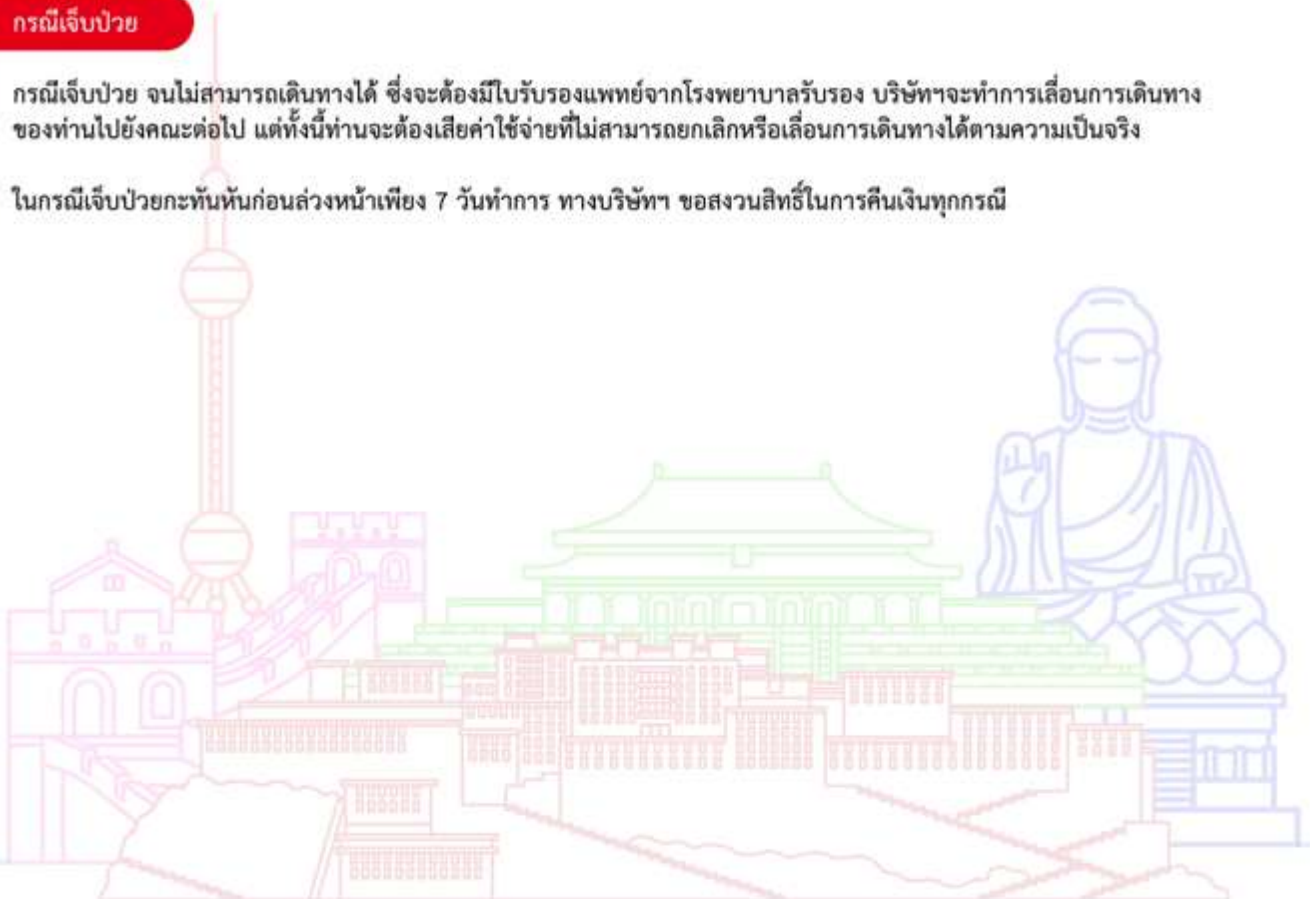 กรณีเจ็บป่วย
กรณีเจ็บป่วย จนไม่สามารถเดินทางได้ ซึ่งจะต้องมีใบรับรองแพทย์จากโรงพยาบาลรับรอง บริษัทฯจะทำการเลื่อนการเดินทาง
ของท่านไปยังคณะต่อไป แต่ทั้งนี้ท่านจะต้องเสียค่าใช้จ่ายที่ไม่สามารถยกเลิกหรือเลื่อนการเดินทางได้ตามความเป็นจริง
ในกรณีเจ็บป่วยกะทันหันก่อนล่วงหน้าเพียง 7 วันทำการ ทางบริษัทฯ ขอสงวนสิทธิ์ในการคืนเงินทุกกรณี